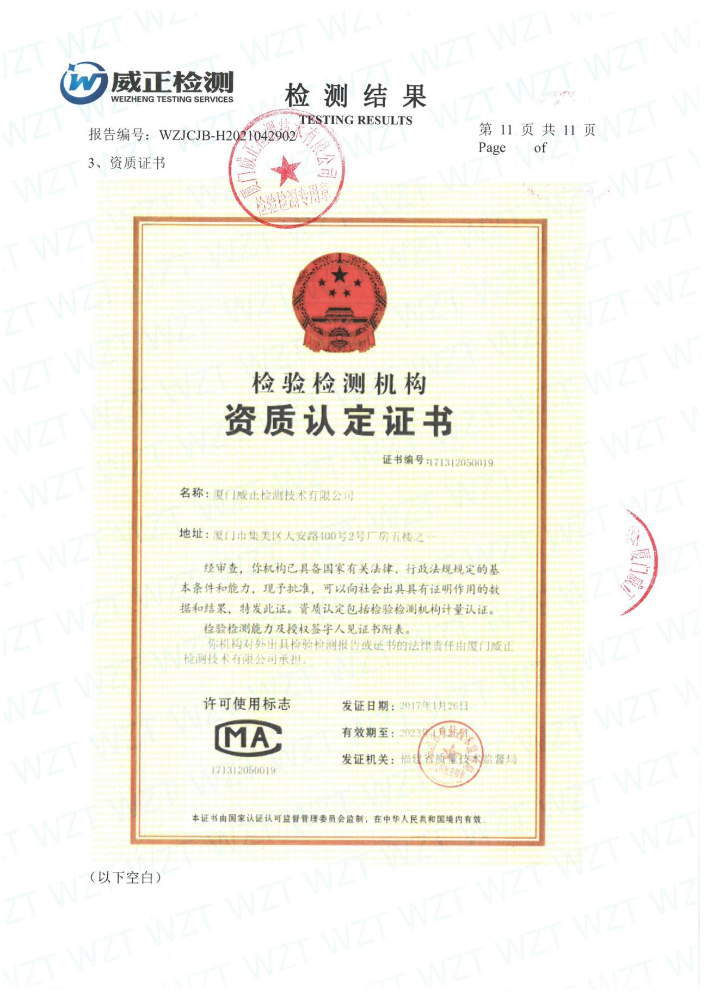 威正检测
WEIZHENG TESTING SERVICES
检测结果
TESTING RESULTS
报告编号：WZJCJB-H2021042902
第 11 页 共 11 页
Page of
3、资质证书
厦门威正检测技术有限公司
检验检测专用章
检验检测机构
资质认定证书
证书编号:171312050019
名称：厦门威正检测技术有限公司
地址：厦门市集美区天安路400号2号厂房五楼之一
经审查，你机构已具备国家有关法律、行政法规规定的基
本条件和能力，现予批准，可以向社会出具具有证明作用的数
据和结果，特发此证。资质认定包括检验检测机构计量认证。
检验检测能力及授权签字人见证书附表。
你机构对外出具检验检测报告或证书的法律责任由厦门威正
检测技术有限公司承担。
许可使用标志
MA
171312050019
发证日期：2017年1月26日
有效期至：2023年1月25日
发证机关：福建省质量技术监督局
厦门威
本证书由国家认证认可监督管理委员会监制，在中华人民共和国境内有效。
（以下空白）
WZT